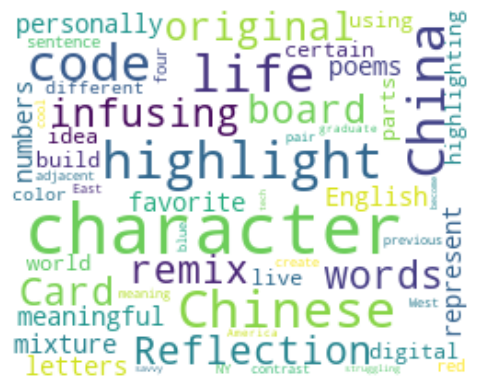 personally original using
sentence four certain
code life poems China highlighting
different
numbers cool infusing board parts
idea pair graduate
build highlight
adjacent
color East favorite tech English become
character
blue previous represent
world remix live create words
Card meaning West
meaningful Chinese
America
mixture Reflection digital
letters savvy NY contrast struggling red